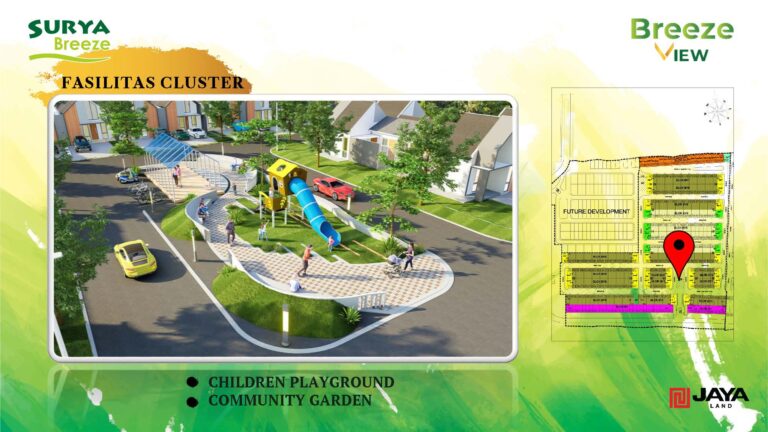 SURYA
Breeze
Breeze
VIEW
FASILITAS CLUSTER
FUTURE DEVELOPMENT
CHILDREN PLAYGROUND
COMMUNITY GARDEN
JAYA
LAND